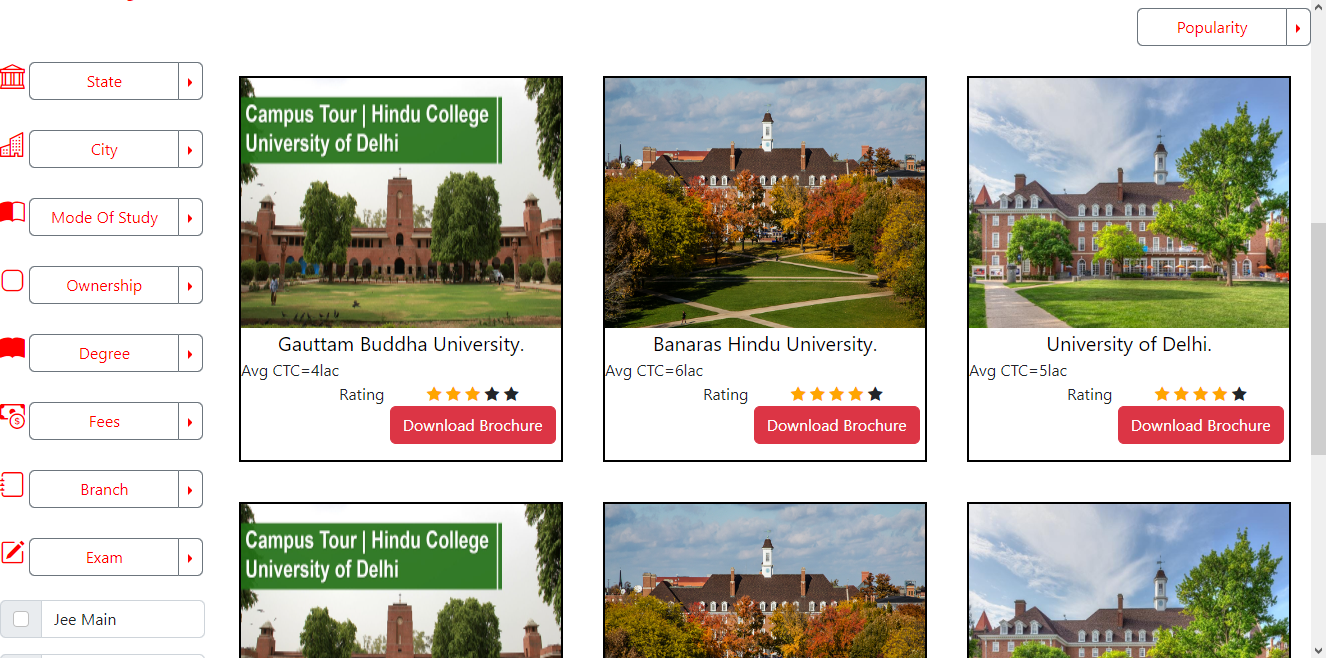 Popularity
State
City
Mode Of Study
Ownership
Degree
Fees
Branch
Exam
Jee Main
Campus Tour | Hindu College
University of Delhi
Gauttam Buddha University.
Avg CTC=4lac
Rating
Download Brochure
Banaras Hindu University.
Avg CTC=6lac
Rating
Download Brochure
University of Delhi.
Avg CTC=5lac
Rating
Download Brochure
Campus Tour | Hindu College
University of Delhi